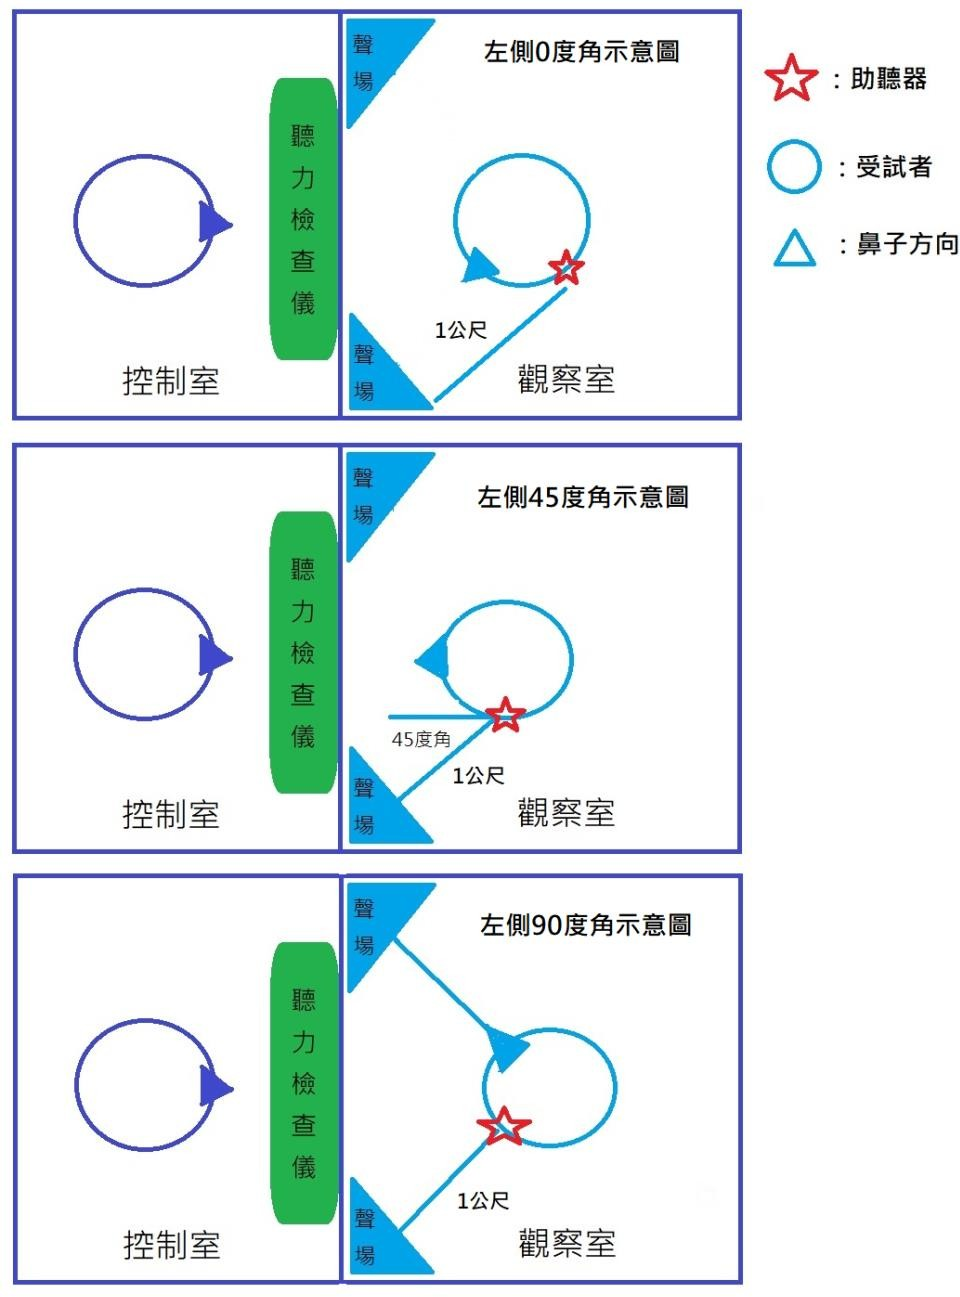 左側0度角示意圖
聲場
聽力檢查儀
1公尺
聲場
控制室
觀察室
：助聽器
：受試者
：鼻子方向
左側45度角示意圖
聲場
聽力檢查儀
45度角
1公尺
聲場
控制室
觀察室
左側90度角示意圖
聲場
聽力檢查儀
1公尺
聲場
控制室
觀察室